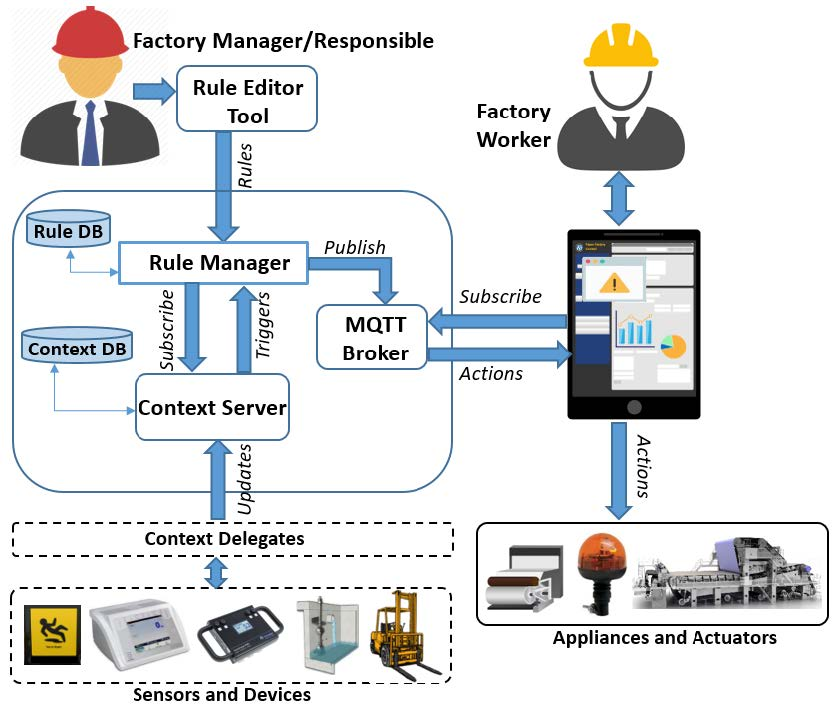 Factory Manager/Responsible
Rule Editor
Tool
Factory
Worker
Rules
Rule DB
Rule Manager
Publish
Subscribe
Triggers
Subscribe
MQTT
Broker
Actions
Context DB
Context Server
Updates
Actions
Context Delegates
Sensors and Devices
Appliances and Actuators